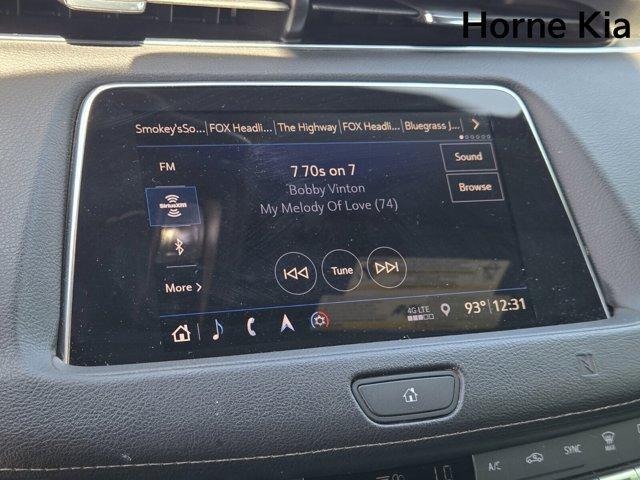 Horne Kia
Smokey'sSo... FOX Headli... The Highway FOX Headli... Bluegrass J...
FM
7 70s on 7
Sound
Bobby Vinton
Browse
SiriusXM
My Melody Of Love (74)
Tune
More
4G LTE
93° 12:31
A/C
SYNC
MAX